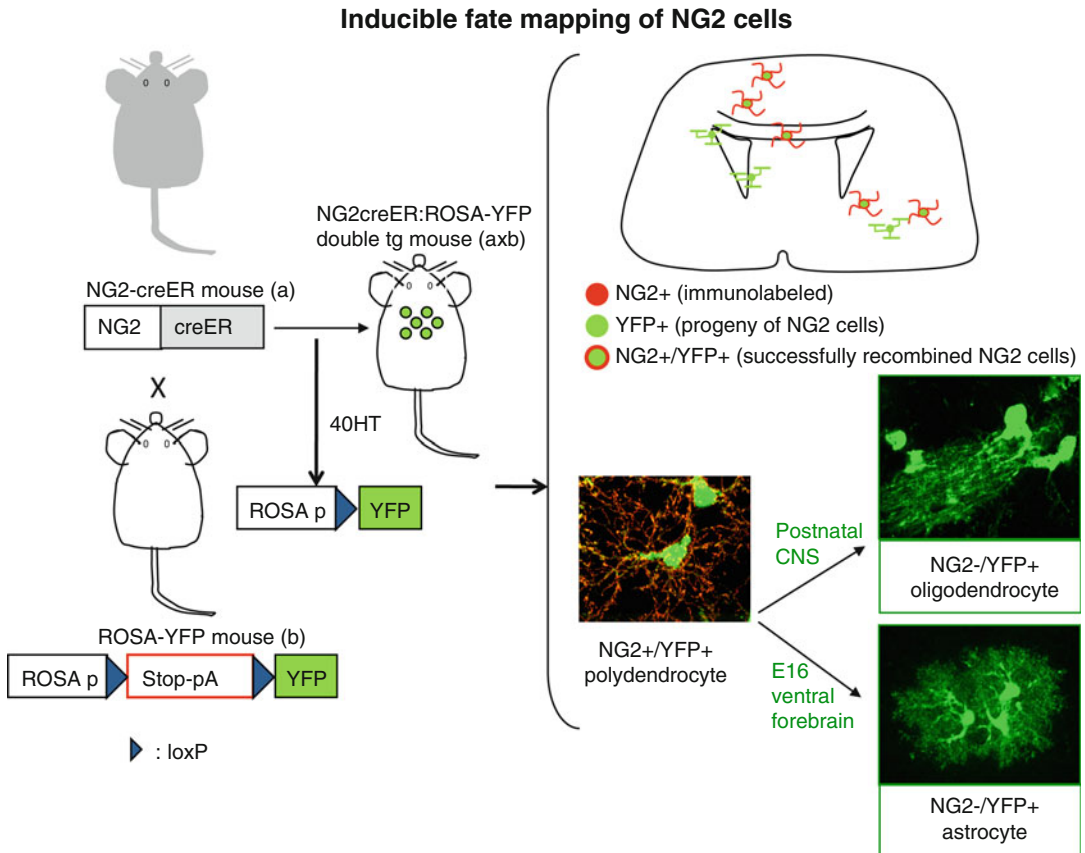 Inducible fate mapping of NG2 cells
NG2creER:ROSA-YFP
double tg mouse (axb)
NG2-creER mouse (a)
NG2 creER
X
40HT
ROSA p YFP
ROSA-YFP mouse (b)
ROSA p Stop-pA YFP
: loxP
NG2+ (immunolabeled)
YFP+ (progeny of NG2 cells)
NG2+/YFP+ (successfully recombined NG2 cells)
NG2+/YFP+
polydendrocyte
Postnatal
CNS
NG2-/YFP+
oligodendrocyte
E16
ventral
forebrain
NG2-/YFP+
astrocyte